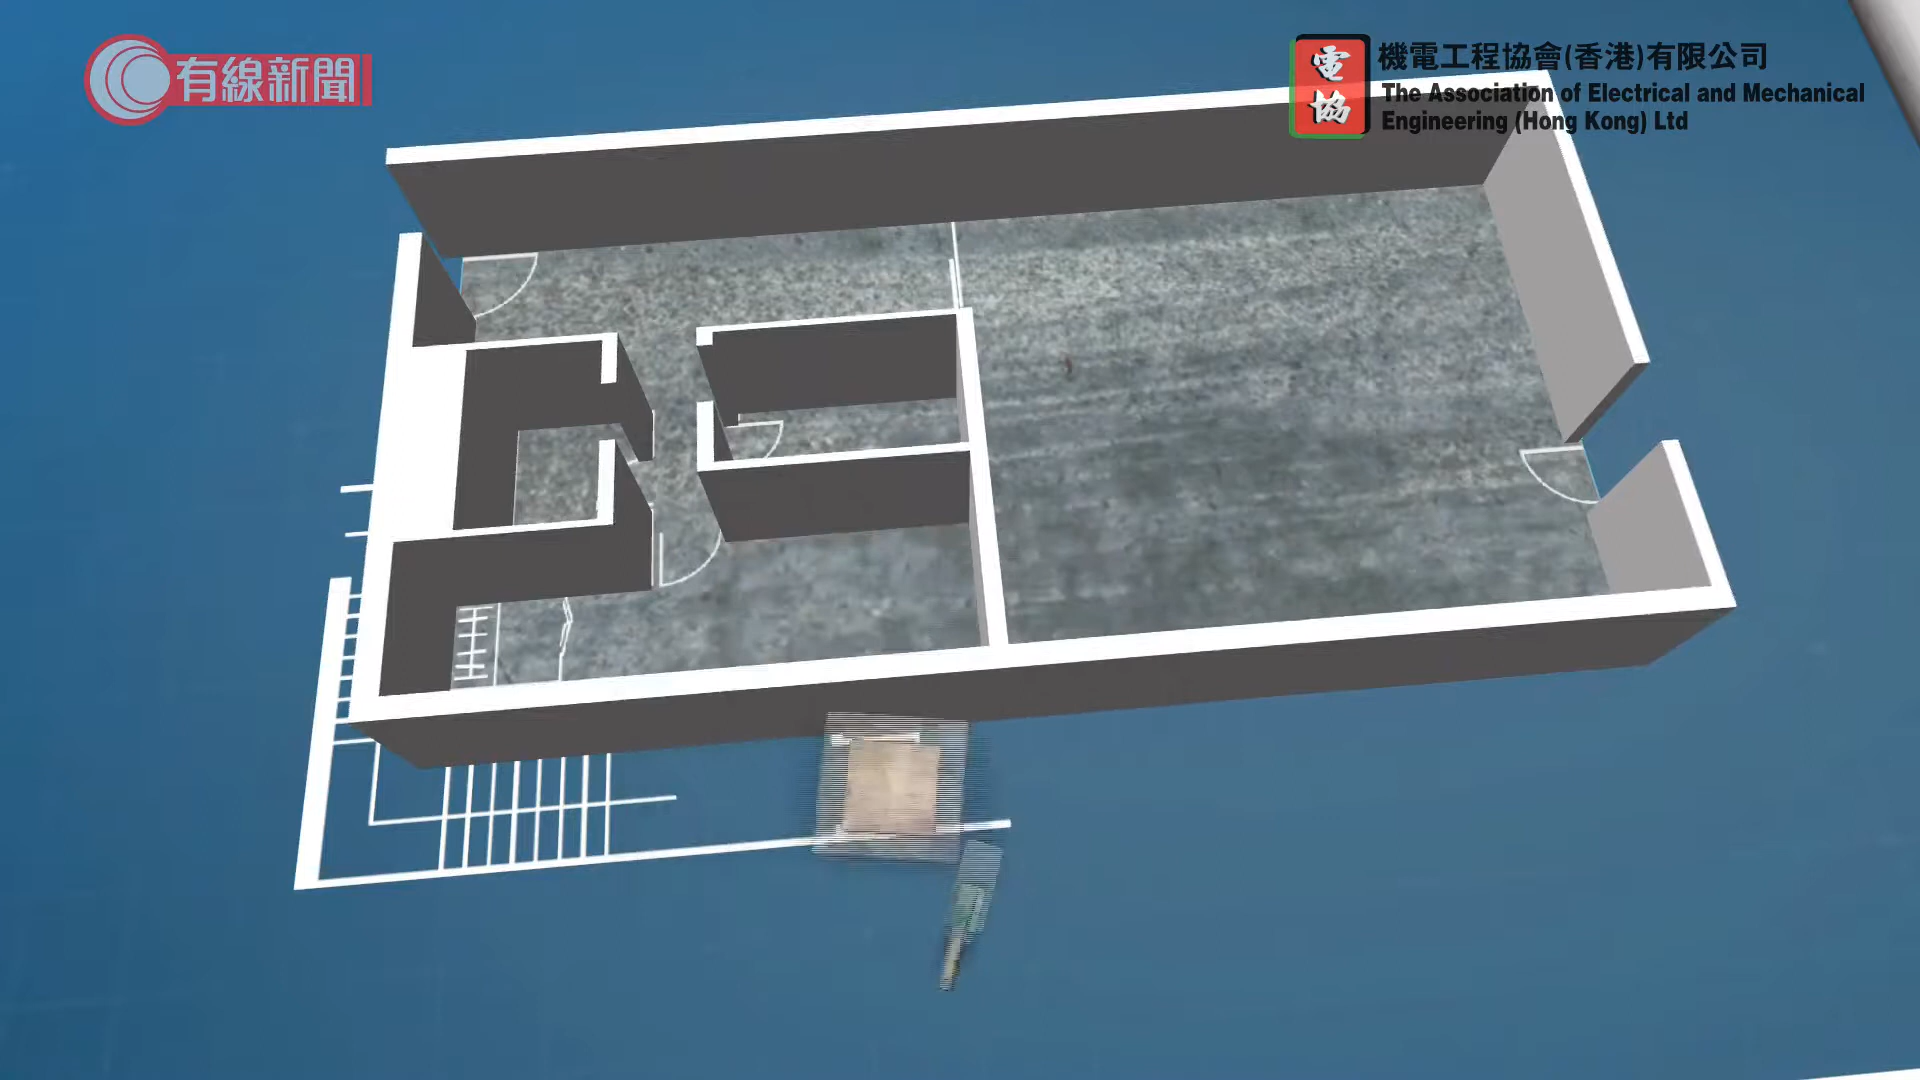 有線新聞
電協
機電工程協會(香港)有限公司
The Association of Electrical and Mechanical
Engineering (Hong Kong) Ltd